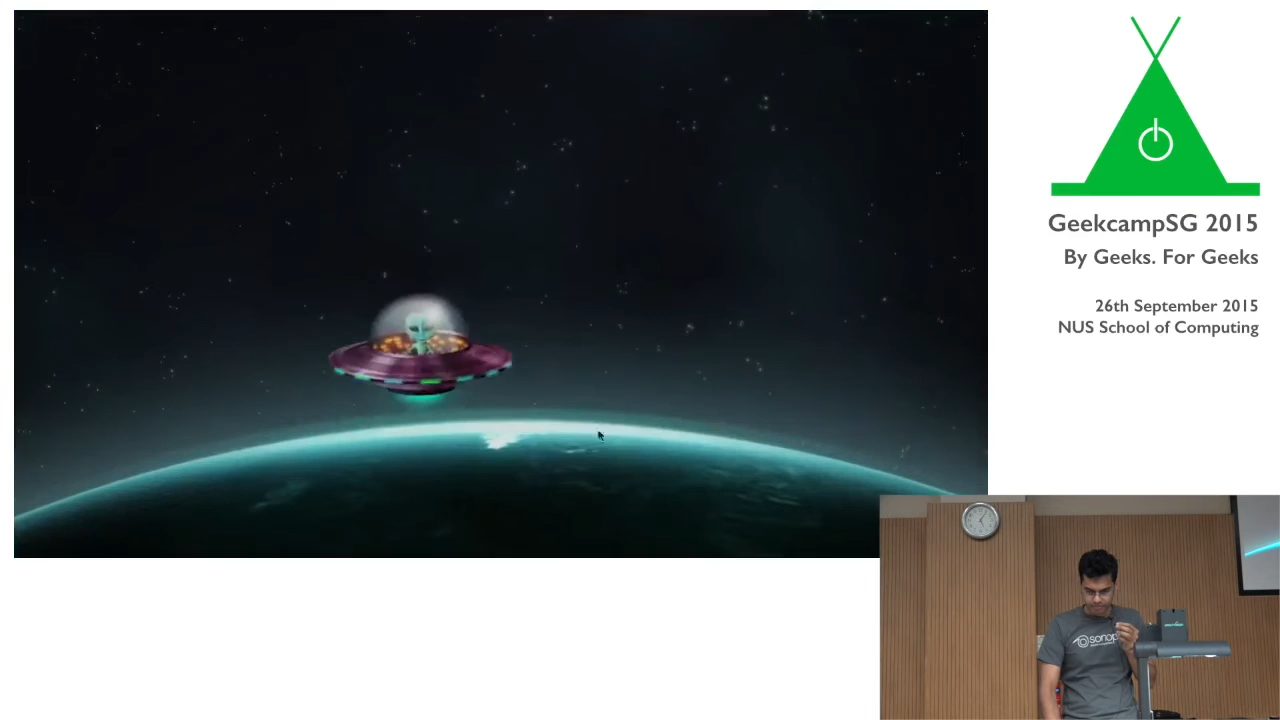 GeekcampSG 2015
By Geeks. For Geeks
26th September 2015
NUS School of Computing